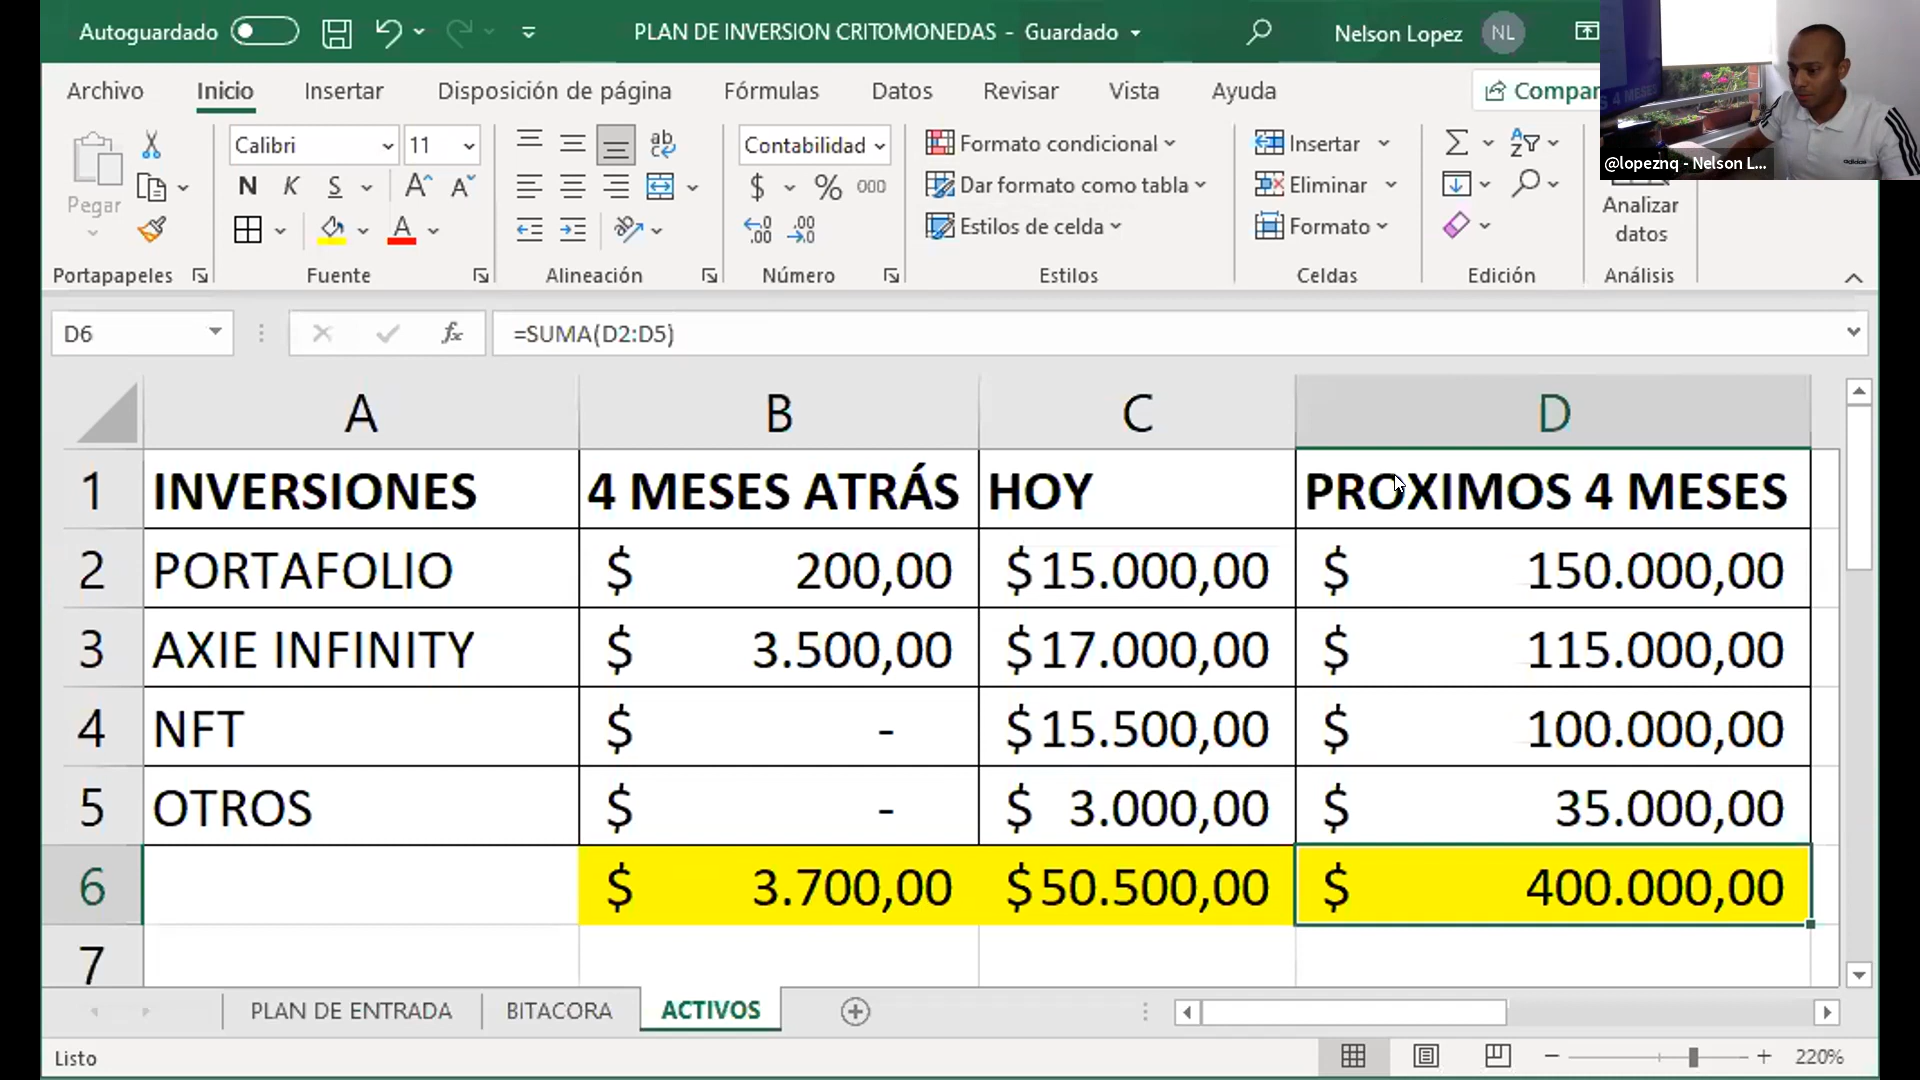 Autoguardado
PLAN DE INVERSION CRITOMONEDAS - Guardado
Nelson Lopez NL
Archivo Inicio Insertar Disposición de página Fórmulas Datos Revisar Vista Ayuda
Pegar
Portapapeles
Calibri 11
N K S
Fuente
Alineación
Contabilidad
$ % 000
Número
Formato condicional
Dar formato como tabla
Estilos de celda
Estilos
Insertar
Eliminar
Formato
Celdas
Edición
Analizar
datos
Análisis
@lopeznq - Nelson L...
D6 fx =SUMA(D2:D5)
A B C D
1 INVERSIONES 4 MESES ATRÁS HOY PROXIMOS 4 MESES
2 PORTAFOLIO $ 200,00 $15.000,00 $ 150.000,00
3 AXIE INFINITY $ 3.500,00 $17.000,00 $ 115.000,00
4 NFT $ - $15.500,00 $ 100.000,00
5 OTROS $ - $ 3.000,00 $ 35.000,00
6 $ 3.700,00 $50.500,00 $ 400.000,00
7
PLAN DE ENTRADA BITACORA ACTIVOS
Listo
220%